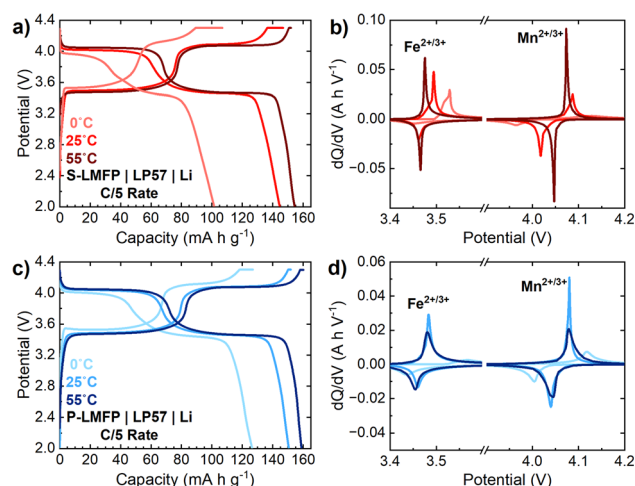 a)
4.4
4.0
3.6
3.2
2.8
2.4
2.0
Potential (V)
0°C
25°C
55°C
S-LMFP | LP57 | Li
C/5 Rate
0 20 40 60 80 100 120 140 160
Capacity (mA h g⁻¹)
b)
0.10
0.05
0.00
−0.05
dQ/dV (A h V⁻¹)
Fe²⁺/³⁺
Mn²⁺/³⁺
3.4 3.5 4.0 4.1 4.2
Potential (V)
c)
4.4
4.0
3.6
3.2
2.8
2.4
2.0
Potential (V)
0°C
25°C
55°C
P-LMFP | LP57 | Li
C/5 Rate
0 20 40 60 80 100 120 140 160
Capacity (mA h g⁻¹)
d)
0.06
0.04
0.02
0.00
−0.02
−0.04
dQ/dV (A h V⁻¹)
Fe²⁺/³⁺
Mn²⁺/³⁺
3.4 3.5 4.0 4.1 4.2
Potential (V)